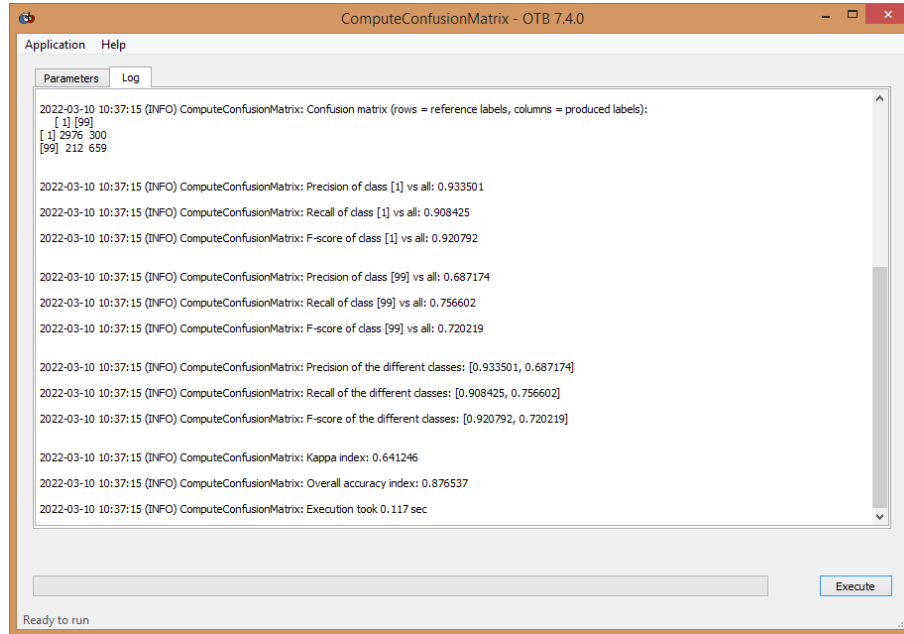 ComputeConfusionMatrix - OTB 7.4.0
Application Help
Parameters Log
2022-03-10 10:37:15 (INFO) ComputeConfusionMatrix: Confusion matrix (rows = reference labels, columns = produced labels):
[ 1] [99]
[ 1] 2976 300
[99] 212 659
2022-03-10 10:37:15 (INFO) ComputeConfusionMatrix: Precision of class [1] vs all: 0.933501
2022-03-10 10:37:15 (INFO) ComputeConfusionMatrix: Recall of class [1] vs all: 0.908425
2022-03-10 10:37:15 (INFO) ComputeConfusionMatrix: F-score of class [1] vs all: 0.920792
2022-03-10 10:37:15 (INFO) ComputeConfusionMatrix: Precision of class [99] vs all: 0.687174
2022-03-10 10:37:15 (INFO) ComputeConfusionMatrix: Recall of class [99] vs all: 0.756602
2022-03-10 10:37:15 (INFO) ComputeConfusionMatrix: F-score of class [99] vs all: 0.720219
2022-03-10 10:37:15 (INFO) ComputeConfusionMatrix: Precision of the different classes: [0.933501, 0.687174]
2022-03-10 10:37:15 (INFO) ComputeConfusionMatrix: Recall of the different classes: [0.908425, 0.756602]
2022-03-10 10:37:15 (INFO) ComputeConfusionMatrix: F-score of the different classes: [0.920792, 0.720219]
2022-03-10 10:37:15 (INFO) ComputeConfusionMatrix: Kappa index: 0.641246
2022-03-10 10:37:15 (INFO) ComputeConfusionMatrix: Overall accuracy index: 0.876537
2022-03-10 10:37:15 (INFO) ComputeConfusionMatrix: Execution took 0.117 sec
Execute
Ready to run